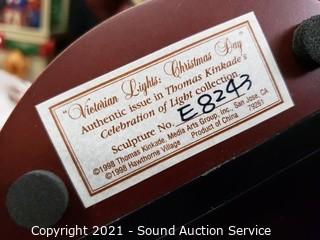 "Victorian Lights: Christmas Day"
Authentic issue in Thomas Kinkade's
Celebration of Light collection
Sculpture No. E8243
©1998 Thomas Kinkade, Media Arts Group, Inc., San Jose, CA
©1998 Hawthorne Village Product of China 79281
Copyright 2021 - Sound Auction Service